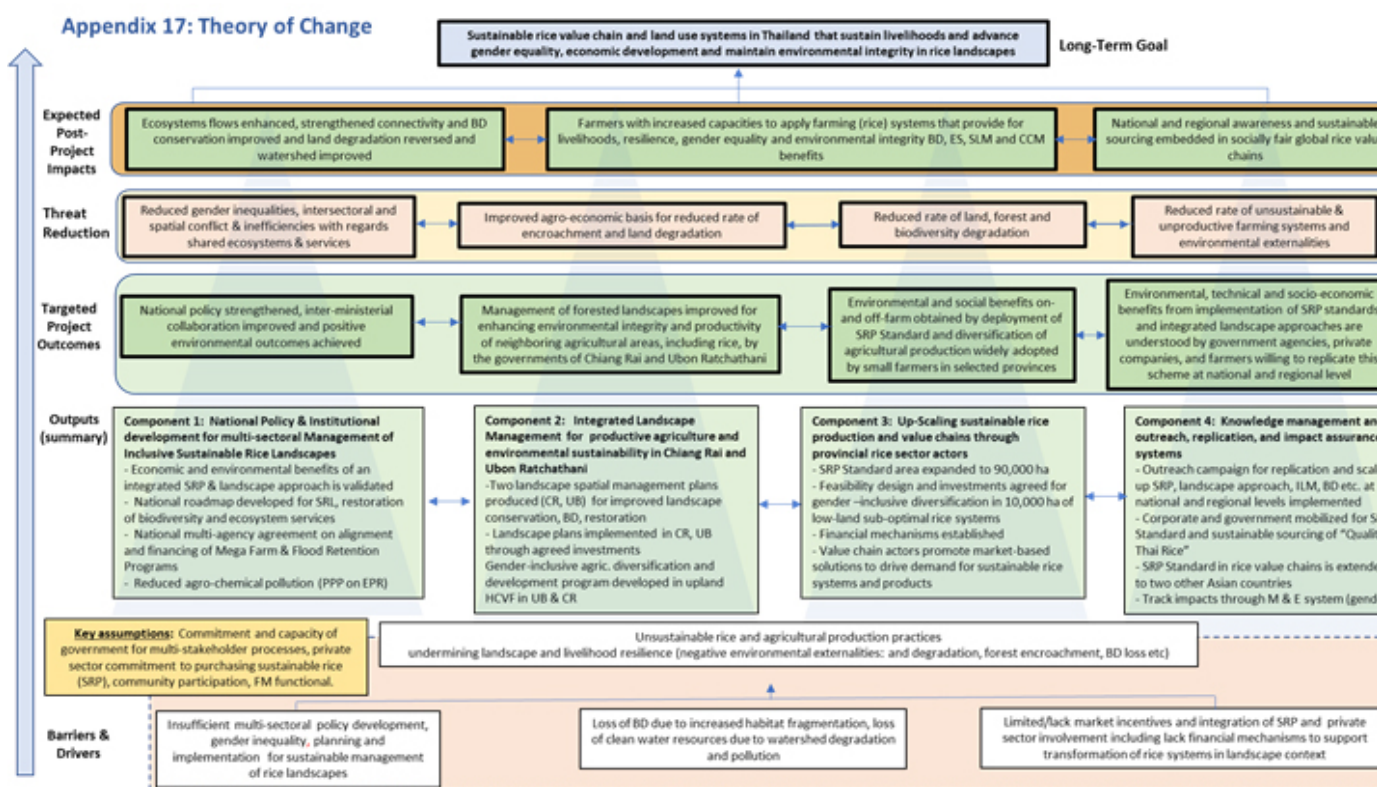 Appendix 17: Theory of Change
Sustainable rice value chain and land use systems in Thailand that sustain livelihoods and advance
gender equality, economic development and maintain environmental integrity in rice landscapes
Long-Term Goal
Expected
Post-
Project
Impacts
Ecosystems flows enhanced, strengthened connectivity and BD
conservation improved and land degradation reversed and
watershed improved
Farmers with increased capacities to apply farming (rice) systems that provide for
livelihoods, resilience, gender equality and environmental integrity BD, ES, SLM and CCM
benefits
National and regional awareness and sustainable
sourcing embedded in socially fair global rice valu
chains
Threat
Reduction
Reduced gender inequalities, intersectoral and
spatial conflict & inefficiencies with regards
shared ecosystems & services
Improved agro-economic basis for reduced rate of
encroachment and land degradation
Reduced rate of land, forest and
biodiversity degradation
Reduced rate of unsustainable &
unproductive farming systems and
environmental externalities
Targeted
Project
Outcomes
National policy strengthened, inter-ministerial
collaboration improved and positive
environmental outcomes achieved
Management of forested landscapes improved for
enhancing environmental integrity and productivity
of neighboring agricultural areas, including rice, by
the governments of Chiang Rai and Ubon Ratchathani
Environmental and social benefits on-
and off-farm obtained by deployment of
SRP Standard and diversification of
agricultural production widely adopted
by small farmers in selected provinces
Environmental, technical and socio-economic
benefits from implementation of SRP standards
and integrated landscape approaches are
understood by government agencies, private
companies, and farmers willing to replicate this
scheme at national and regional level
Outputs
(summary)
Component 1: National Policy & Institutional
development for multi-sectoral Management of
Inclusive Sustainable Rice Landscapes
- Economic and environmental benefits of an
integrated SRP & landscape approach is validated
- National roadmap developed for SRL, restoration
of biodiversity and ecosystem services
- National multi-agency agreement on alignment
and financing of Mega Farm & Flood Retention
Programs
- Reduced agro-chemical pollution (PPP on EPR)
Component 2: Integrated Landscape
Management for productive agriculture and
environmental sustainability in Chiang Rai and
Ubon Ratchathani
-Two landscape spatial management plans
produced (CR, UB) for improved landscape
conservation, BD, restoration
- Landscape plans implemented in CR, UB
through agreed investments
Gender-inclusive agric. diversification and
development program developed in upland
HCVF in UB & CR
Component 3: Up-Scaling sustainable rice
production and value chains through
provincial rice sector actors
- SRP Standard area expanded to 90,000 ha
- Feasibility design and investments agreed for
gender –inclusive diversification in 10,000 ha of
low-land sub-optimal rice systems
- Financial mechanisms established
- Value chain actors promote market-based
solutions to drive demand for sustainable rice
systems and products
Component 4: Knowledge management an
outreach, replication, and impact assurance
systems
- Outreach campaign for replication and scal
up SRP, landscape approach, ILM, BD etc. at
national and regional levels implemented
- Corporate and government mobilized for S
Standard and sustainable sourcing of "Qualit
Thai Rice"
- SRP Standard in rice value chains is extende
to two other Asian countries
- Track impacts through M & E system (gend
Key assumptions: Commitment and capacity of
government for multi-stakeholder processes, private
sector commitment to purchasing sustainable rice
(SRP), community participation, FM functional.
Unsustainable rice and agricultural production practices
undermining landscape and livelihood resilience (negative environmental externalities: and degradation, forest encroachment, BD loss etc)
Barriers &
Drivers
Insufficient multi-sectoral policy development,
gender inequality, planning and
implementation for sustainable management
of rice landscapes
Loss of BD due to increased habitat fragmentation, loss
of clean water resources due to watershed degradation
and pollution
Limited/lack market incentives and integration of SRP and private
sector involvement including lack financial mechanisms to support
transformation of rice systems in landscape context